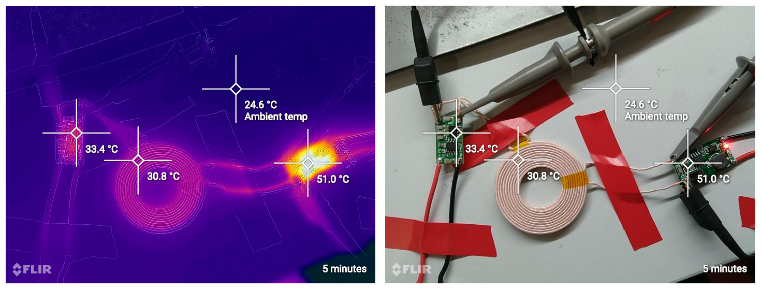 24.6 °C
Ambient temp
33.4 °C
30.8 °C
51.0 °C
FLIR
5 minutes
24.6 °C
Ambient temp
33.4 °C
30.8 °C
51.0 °C
FLIR
5 minutes